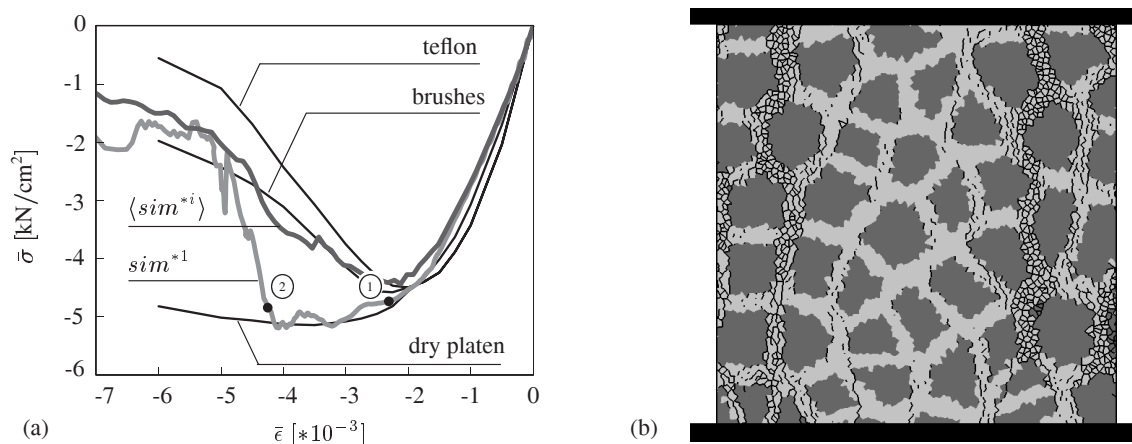 0
-1
-2
-3
-4
-5
-6
-7
-6
-5
-4
-3
-2
-1
0
σ̄ [kN/cm²]
ϵ̄ [∗10⁻³]
teflon
brushes
⟨sim*ⁱ⟩
sim*¹
2
1
dry platen
(a)
(b)